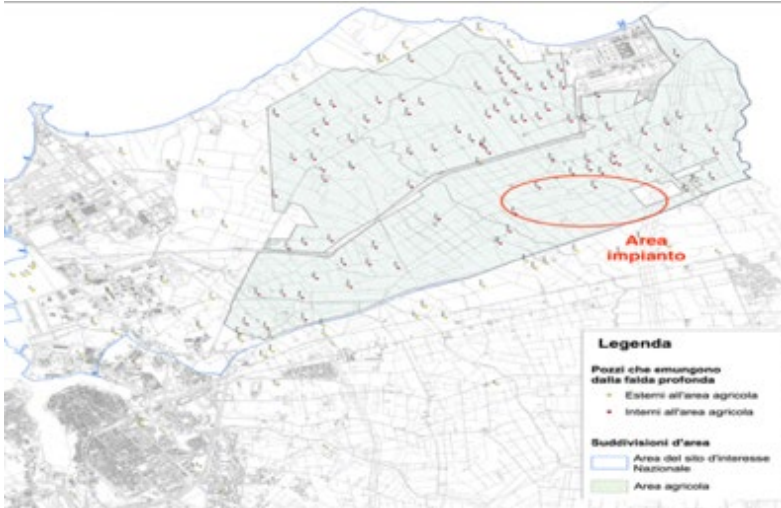 Area
impianto
Legenda
Pozzi che emungono
dalla falda profonda
Esterni all'area agricola
Interni all'area agricola
Suddivisioni d'area
Area del sito d'interesse
Nazionale
Area agricola